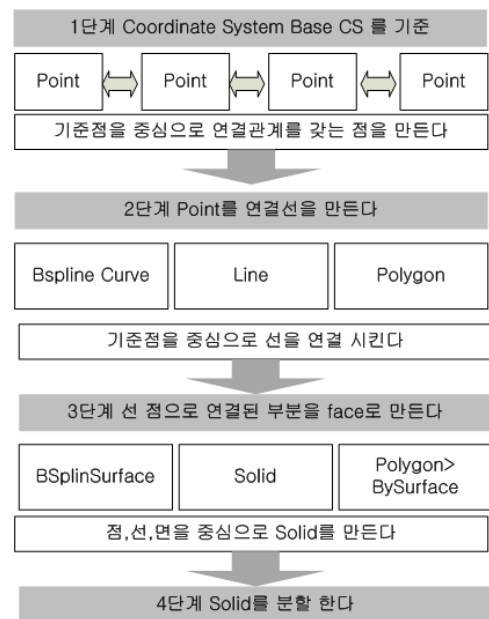 1단계 Coordinate System Base CS 를 기준
Point Point Point Point
기준점을 중심으로 연결관계를 갖는 점을 만든다
2단계 Point를 연결선을 만든다
Bspline Curve Line Polygon
기준점을 중심으로 선을 연결 시킨다
3단계 선 점으로 연결된 부분을 face로 만든다
BSplinSurface Solid Polygon>
BySurface
점,선,면을 중심으로 Solid를 만든다
4단계 Solid를 분할 한다